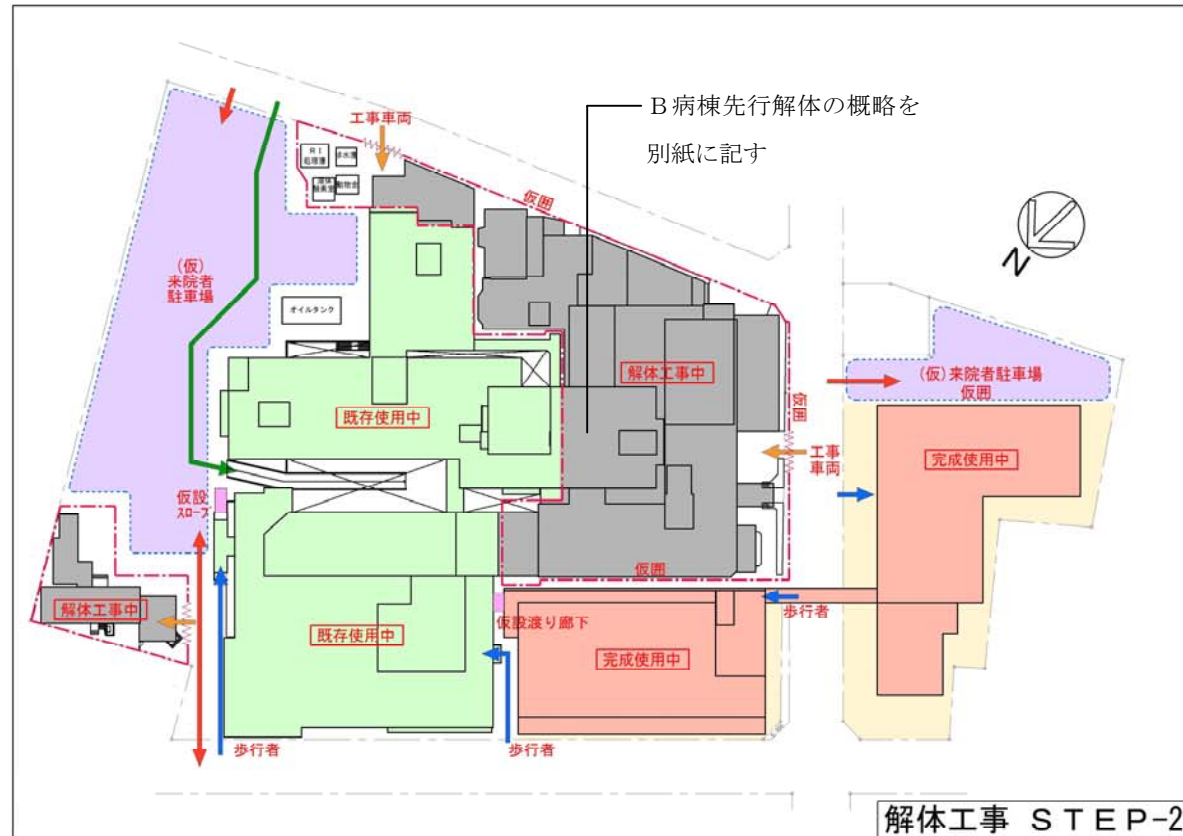 B病棟先行解体の概略を
別紙に記す
工事車両
RI
処理槽
排水槽
動物舎
仮囲
N
(仮)
来院者
駐車場
オイルタンク
解体工事中
(仮)来院者駐車場
仮囲
仮囲
既存使用中
工事
車両
完成使用中
仮設
スロープ
仮囲
解体工事中
歩行者
仮設渡り廊下
既存使用中
完成使用中
歩行者
歩行者
解体工事 STEP-2